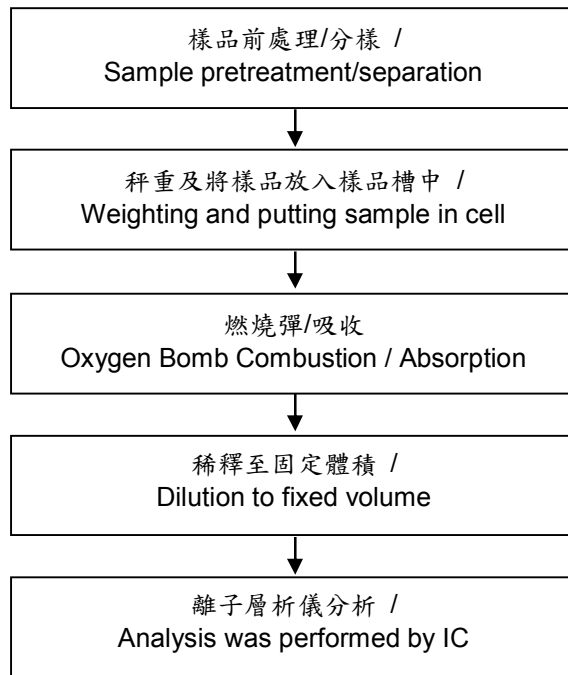 樣品前處理/分樣 /
Sample pretreatment/separation
秤重及將樣品放入樣品槽中 /
Weighting and putting sample in cell
燃燒彈/吸收
Oxygen Bomb Combustion / Absorption
稀釋至固定體積 /
Dilution to fixed volume
離子層析儀分析 /
Analysis was performed by IC